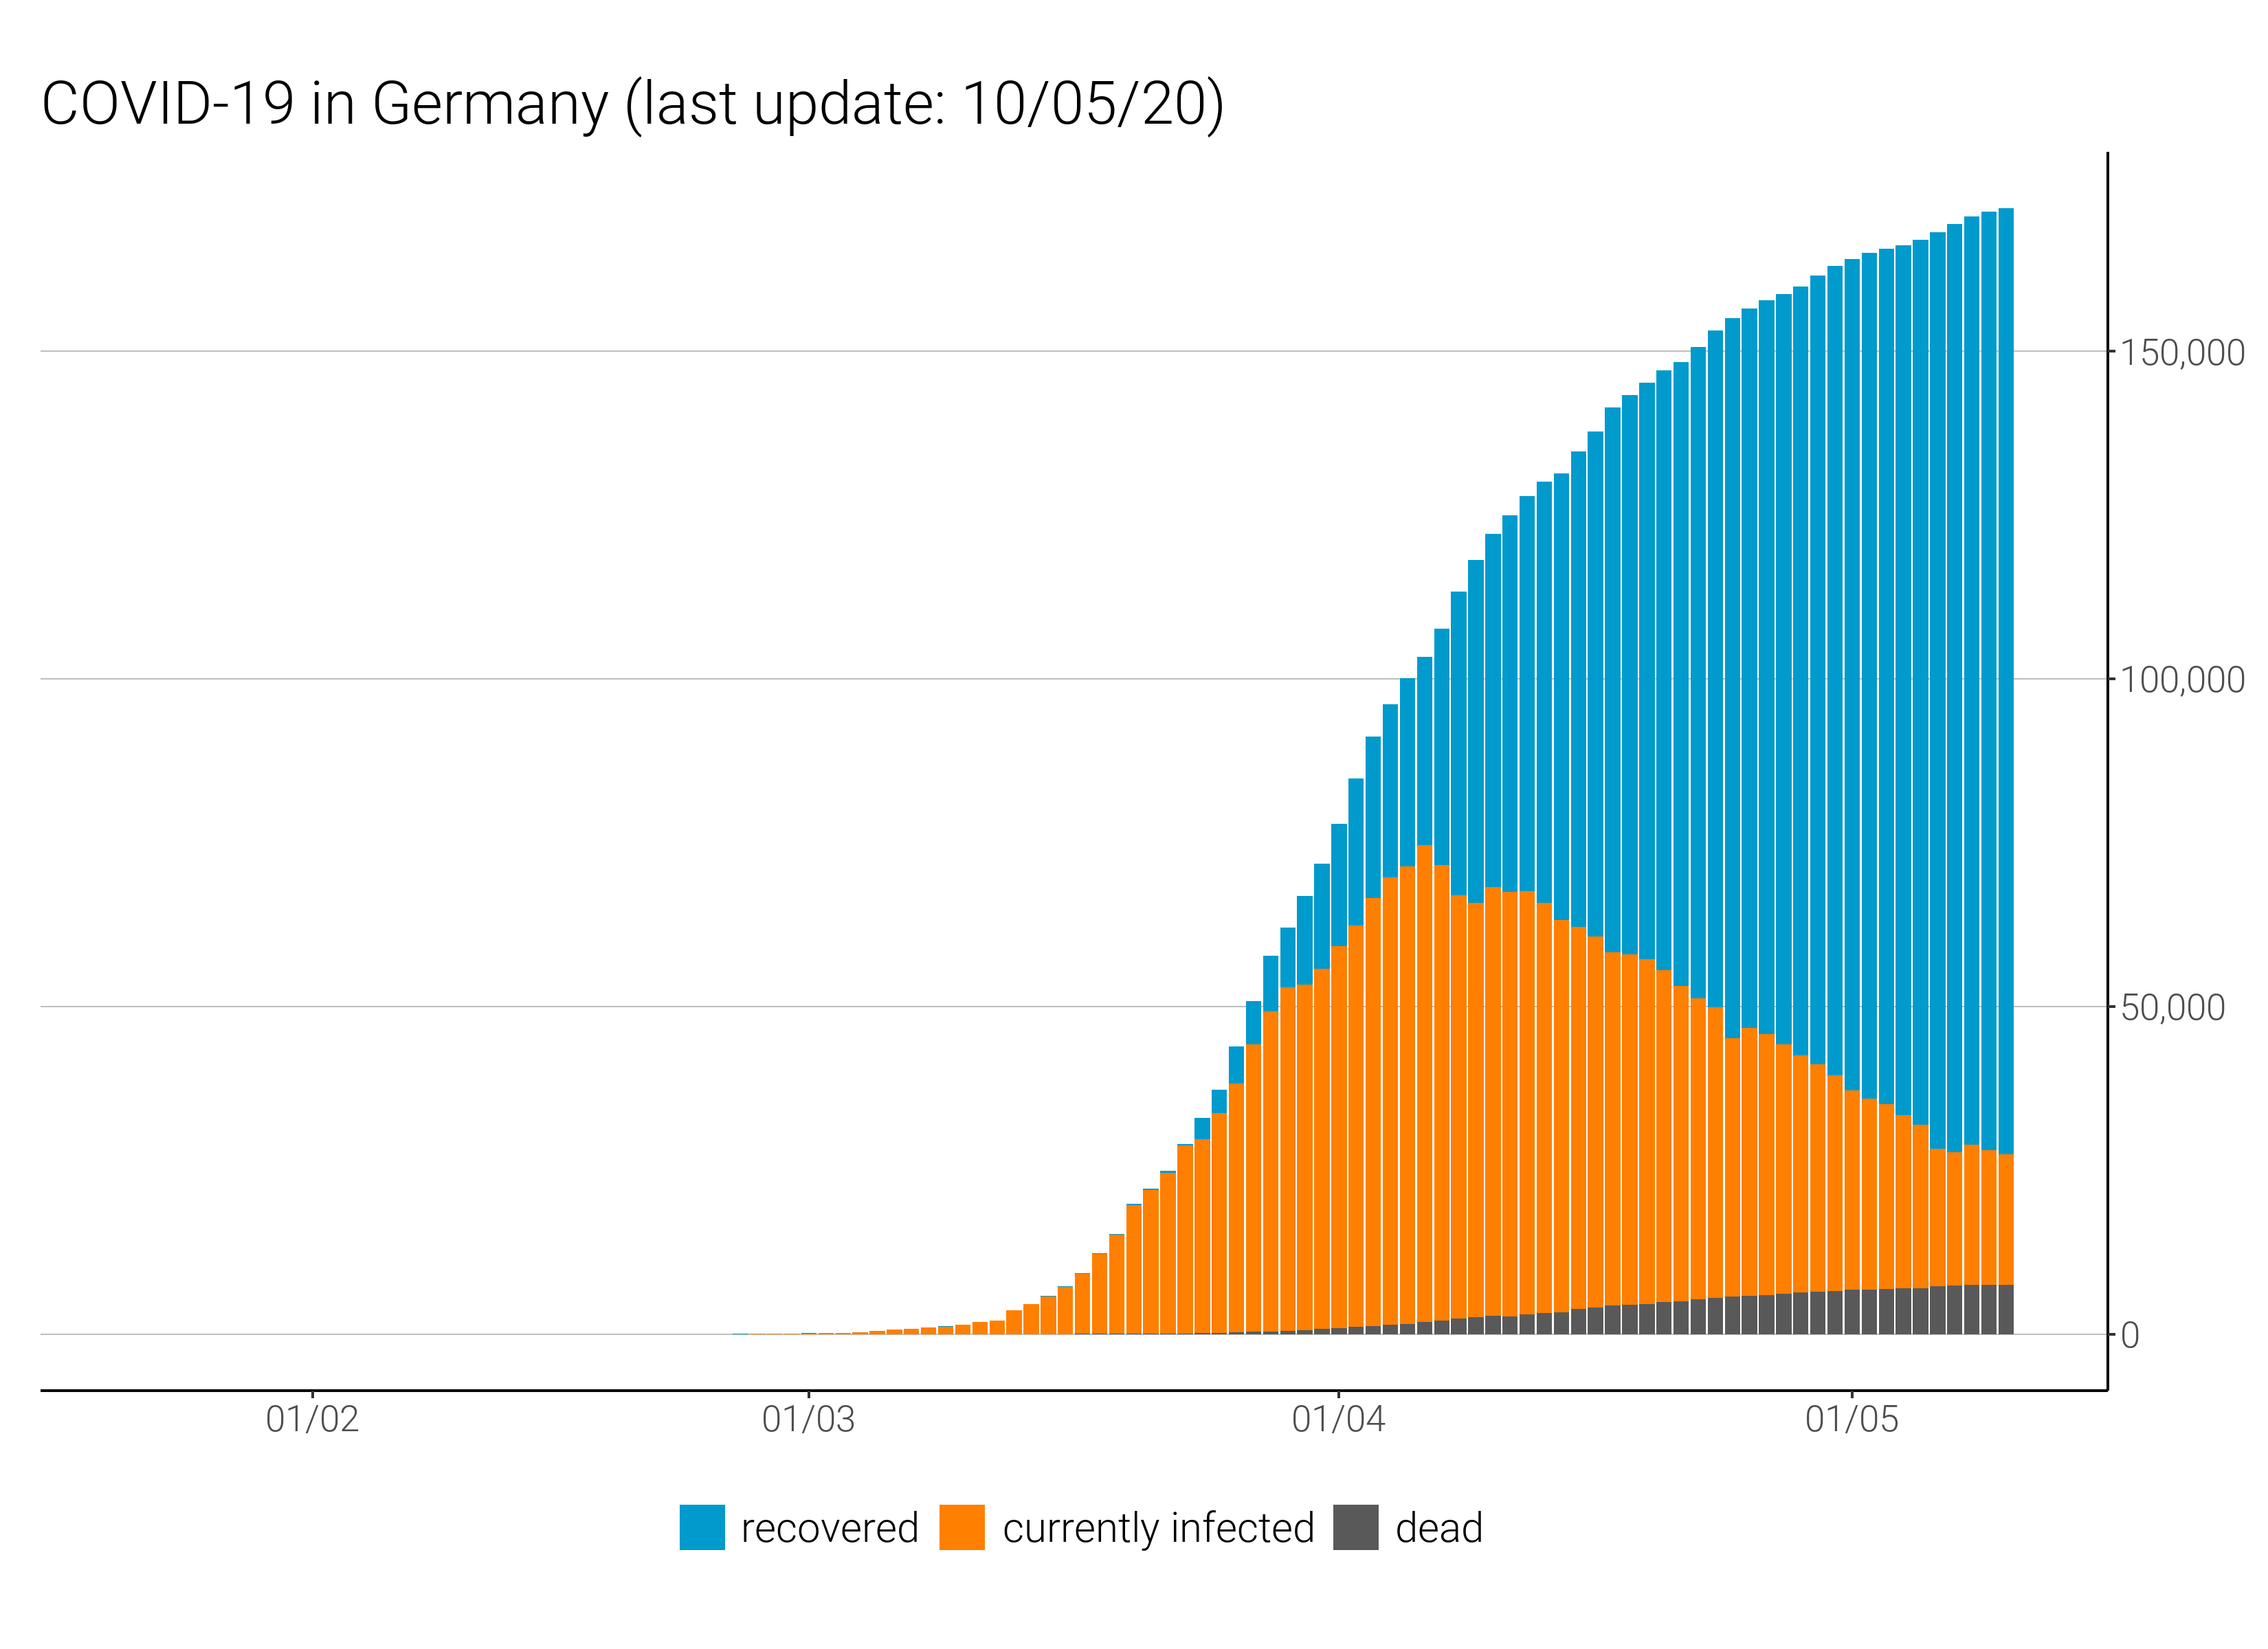 COVID-19 in Germany (last update: 10/05/20)
150,000
100,000
50,000
0
01/02 01/03 01/04 01/05
recovered currently infected dead